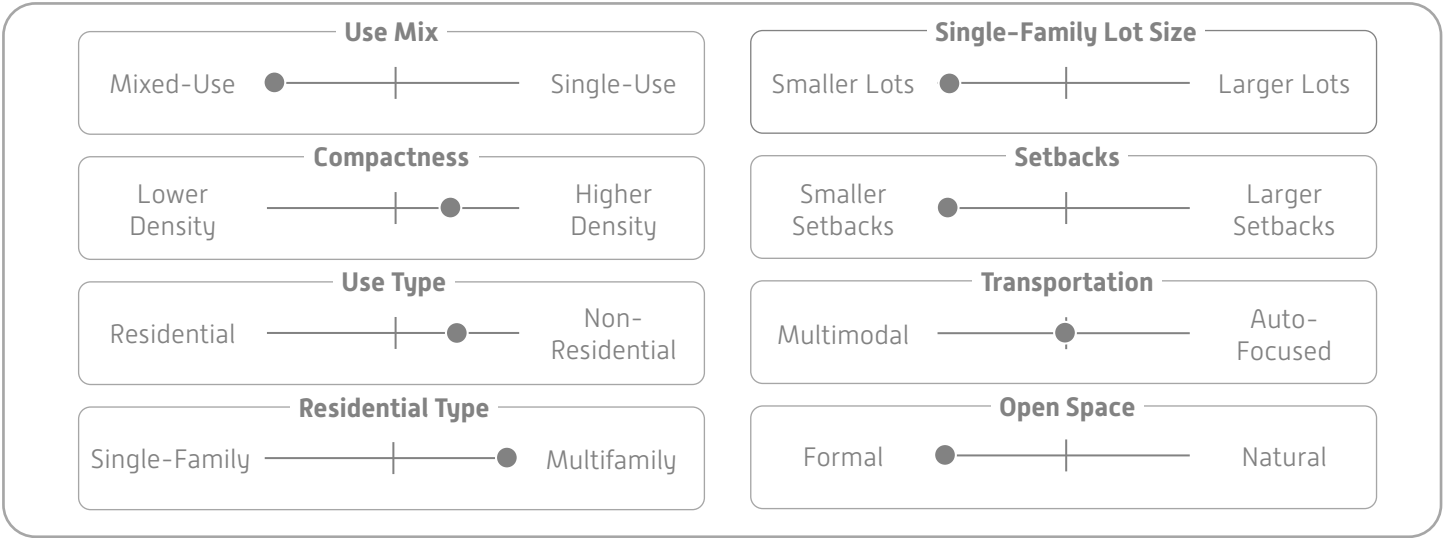 Use Mix
Mixed-Use
Single-Use
Compactness
Lower
Density
Higher
Density
Use Type
Residential
Non-
Residential
Residential Type
Single-Family
Multifamily
Single-Family Lot Size
Smaller Lots
Larger Lots
Setbacks
Smaller
Setbacks
Larger
Setbacks
Transportation
Multimodal
Auto-
Focused
Open Space
Formal
Natural